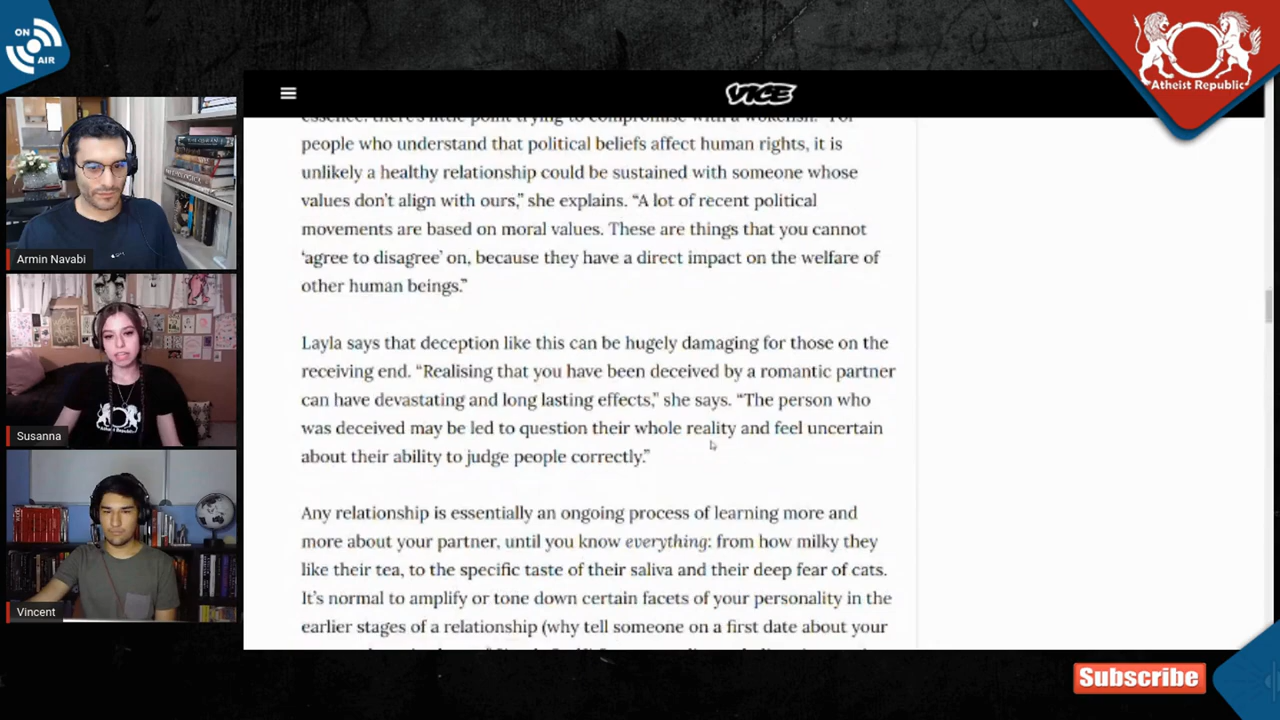 ON
AIR
VICE
Atheist Republic
essence: there's little point trying to compromise with a wokefish. "For
people who understand that political beliefs affect human rights, it is
unlikely a healthy relationship could be sustained with someone whose
values don't align with ours,” she explains. “A lot of recent political
movements are based on moral values. These are things that you cannot
‘agree to disagree’ on, because they have a direct impact on the welfare of
other human beings.”
Layla says that deception like this can be hugely damaging for those on the
receiving end. “Realising that you have been deceived by a romantic partner
can have devastating and long lasting effects,” she says. “The person who
was deceived may be led to question their whole reality and feel uncertain
about their ability to judge people correctly.”
Any relationship is essentially an ongoing process of learning more and
more about your partner, until you know everything: from how milky they
like their tea, to the specific taste of their saliva and their deep fear of cats.
It's normal to amplify or tone down certain facets of your personality in the
earlier stages of a relationship (why tell someone on a first date about your
Armin Navabi
Susanna
Vincent
Subscribe